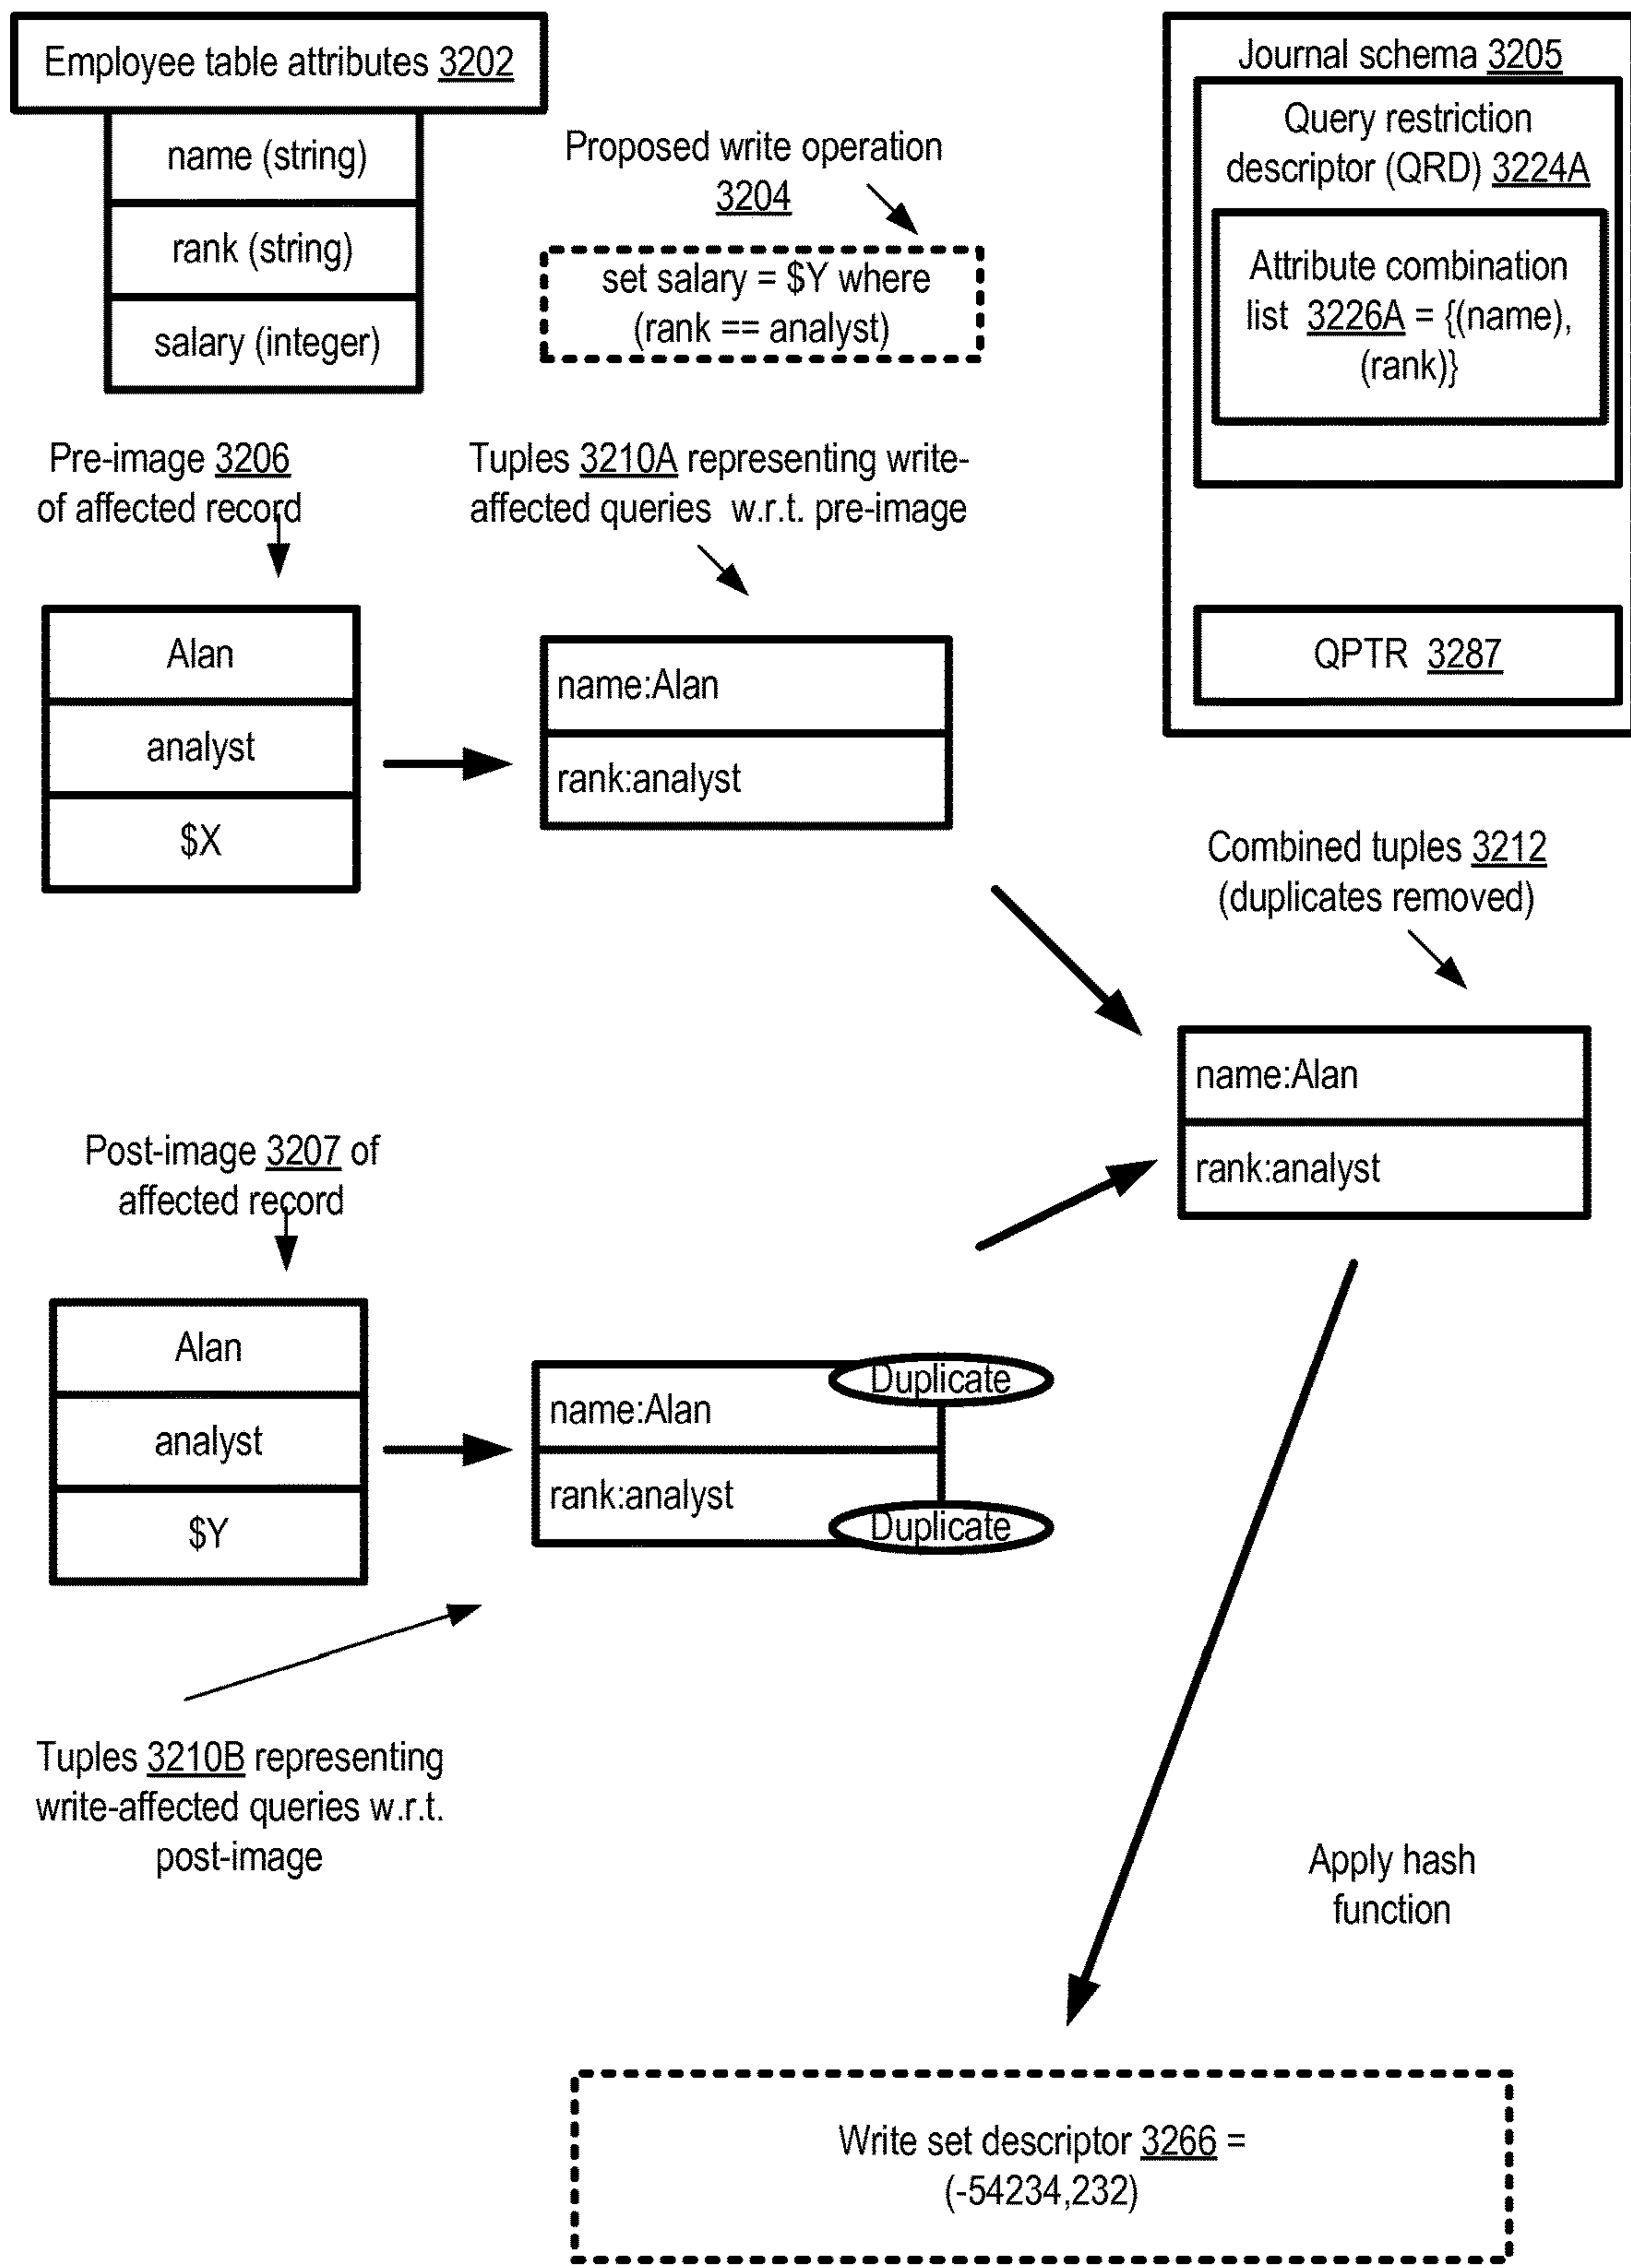 Employee table attributes 3202
name (string)
rank (string)
salary (integer)
Proposed write operation
3204
set salary = $Y where
(rank == analyst)
Journal schema 3205
Query restriction
descriptor (QRD) 3224A
Attribute combination
list 3226A = {(name),
(rank)}
QPTR 3287
Pre-image 3206
of affected record
Alan
analyst
$X
Tuples 3210A representing write-
affected queries w.r.t. pre-image
name:Alan
rank:analyst
Combined tuples 3212
(duplicates removed)
name:Alan
rank:analyst
Post-image 3207 of
affected record
Alan
analyst
$Y
name:Alan
Duplicate
rank:analyst
Duplicate
Tuples 3210B representing
write-affected queries w.r.t.
post-image
Apply hash
function
Write set descriptor 3266 =
(-54234,232)